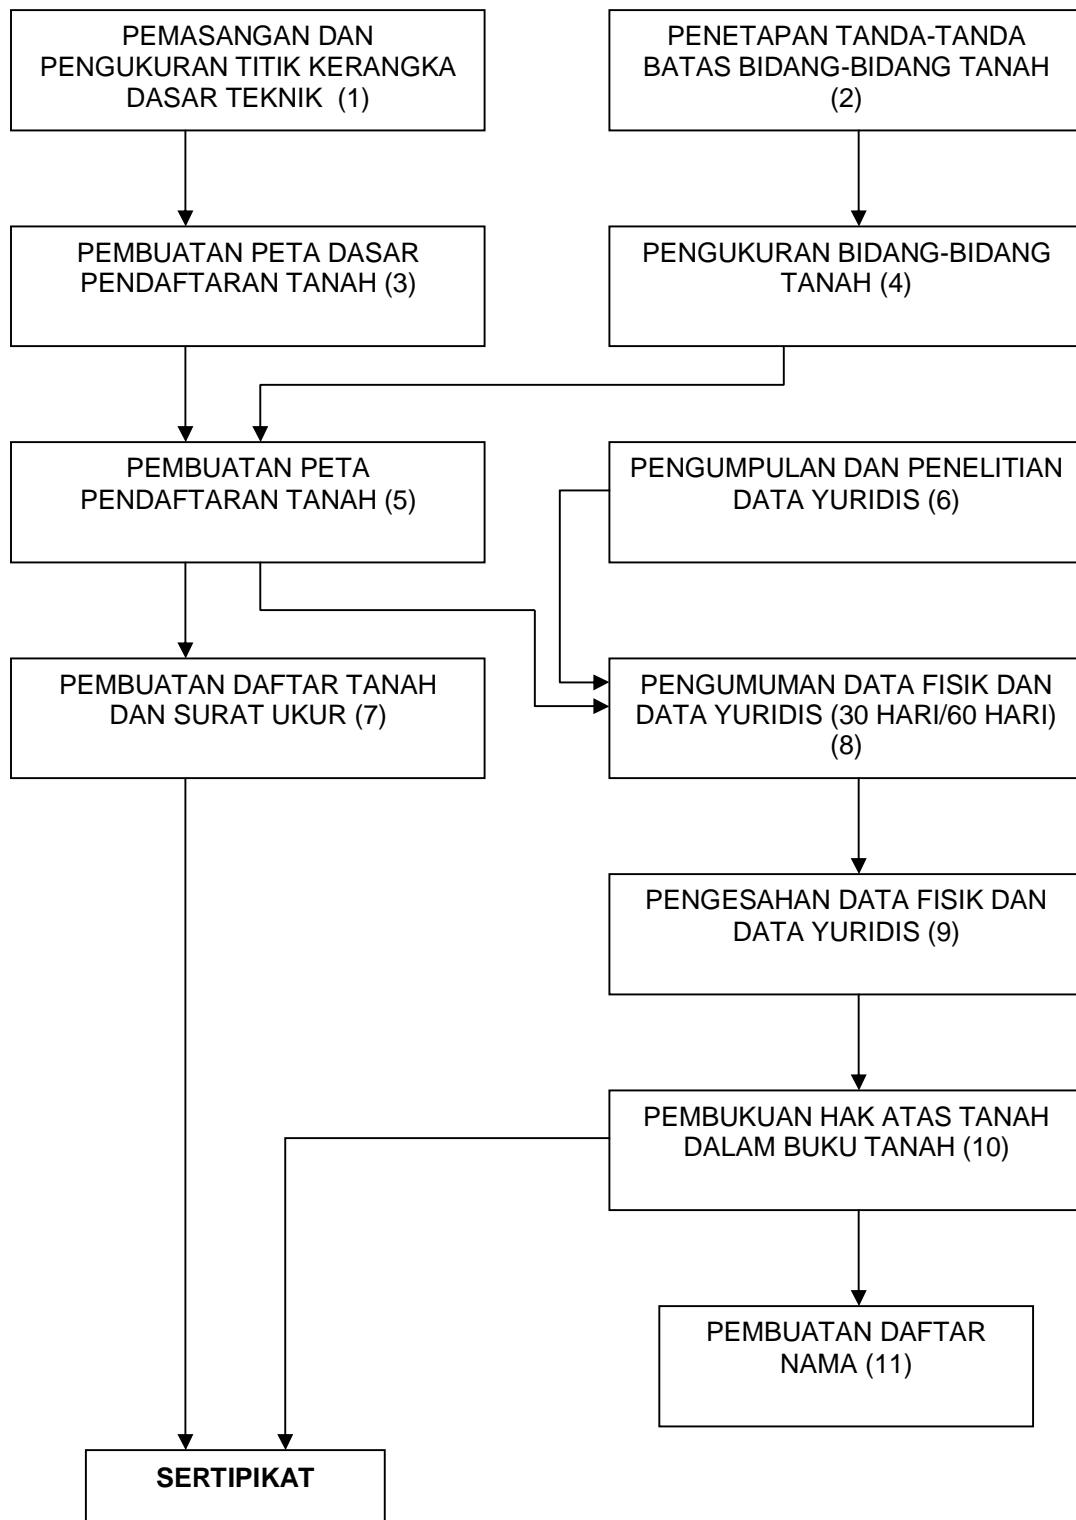 PEMASANGAN DAN
PENGUKURAN TITIK KERANGKA
DASAR TEKNIK (1)
PENETAPAN TANDA-TANDA
BATAS BIDANG-BIDANG TANAH
(2)
PEMBUATAN PETA DASAR
PENDAFTARAN TANAH (3)
PENGUKURAN BIDANG-BIDANG
TANAH (4)
PEMBUATAN PETA
PENDAFTARAN TANAH (5)
PENGUMPULAN DAN PENELITIAN
DATA YURIDIS (6)
PEMBUATAN DAFTAR TANAH
DAN SURAT UKUR (7)
PENGUMUMAN DATA FISIK DAN
DATA YURIDIS (30 HARI/60 HARI)
(8)
PENGESAHAN DATA FISIK DAN
DATA YURIDIS (9)
PEMBUKUAN HAK ATAS TANAH
DALAM BUKU TANAH (10)
PEMBUATAN DAFTAR
NAMA (11)
SERTIPIKAT